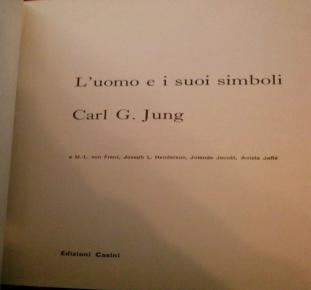 L'uomo e i suoi simboli
Carl G. Jung
e M.-L. von Franz, Joseph L. Henderson, Jolande Jacobi, Aniela Jaffé
Edizioni Casini